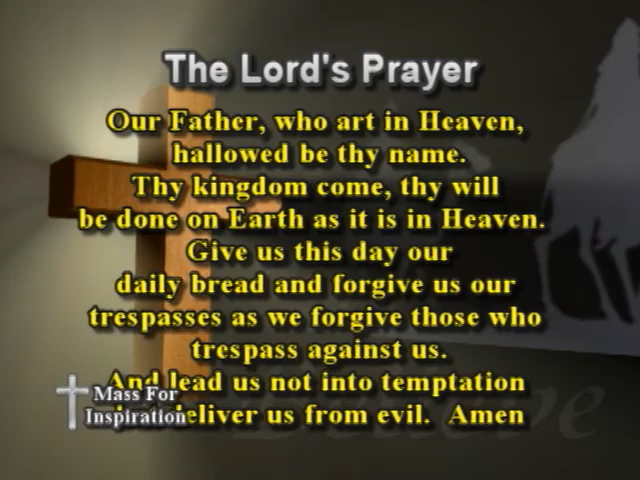 The Lord's Prayer
Our Father, who art in Heaven,
hallowed be thy name.
Thy kingdom come, thy will
be done on Earth as it is in Heaven.
Give us this day our
daily bread and forgive us our
trespasses as we forgive those who
trespass against us.
And lead us not into temptation
deliver us from evil. Amen
Mass For
Inspiration
Believe